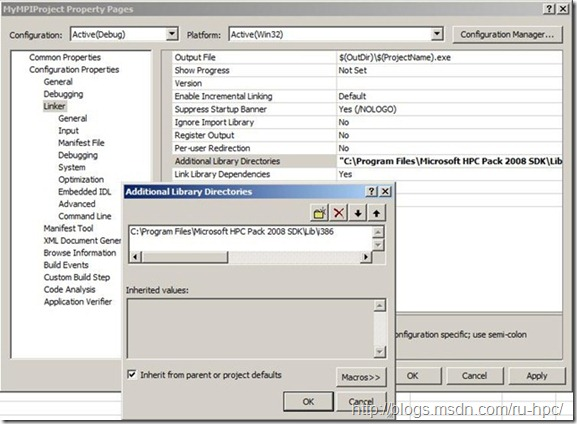 MyMPIProject Property Pages
Configuration: Active(Debug) Platform: Active(Win32) Configuration Manager...
Common Properties
Configuration Properties
General
Debugging
Linker
General
Input
Manifest File
Debugging
System
Optimization
Embedded IDL
Advanced
Command Line
Manifest Tool
XML Document Gener
Browse Information
Build Events
Custom Build Step
Code Analysis
Application Verifier
Output File $(OutDir)\$(ProjectName).exe
Show Progress Not Set
Version
Enable Incremental Linking Default
Suppress Startup Banner Yes (/NOLOGO)
Ignore Import Library No
Register Output No
Per-user Redirection No
Additional Library Directories "C:\Program Files\Microsoft HPC Pack 2008 SDK\Lib
Link Library Dependencies Yes
onfiguration specific; use semi-colon
OK Cancel Apply
Additional Library Directories
C:\Program Files\Microsoft HPC Pack 2008 SDK\Lib\i386
Inherited values:
Inherit from parent or project defaults
Macros>>
OK Cancel
http://blogs.msdn.com/ru-hpc/